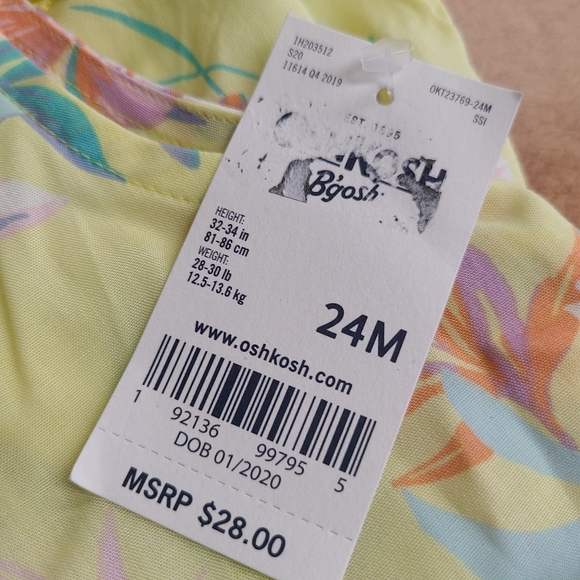 1H203512
S20
11614 Q4 2019
OKT23769-24M
SSI
EST. 1895
B'gosh
HEIGHT:
32-34 in
81-86 cm
WEIGHT:
28-30 lb
12.5-13.6 kg
24M
www.oshkosh.com
1 92136 99795 5
DOB 01/2020
MSRP $28.00